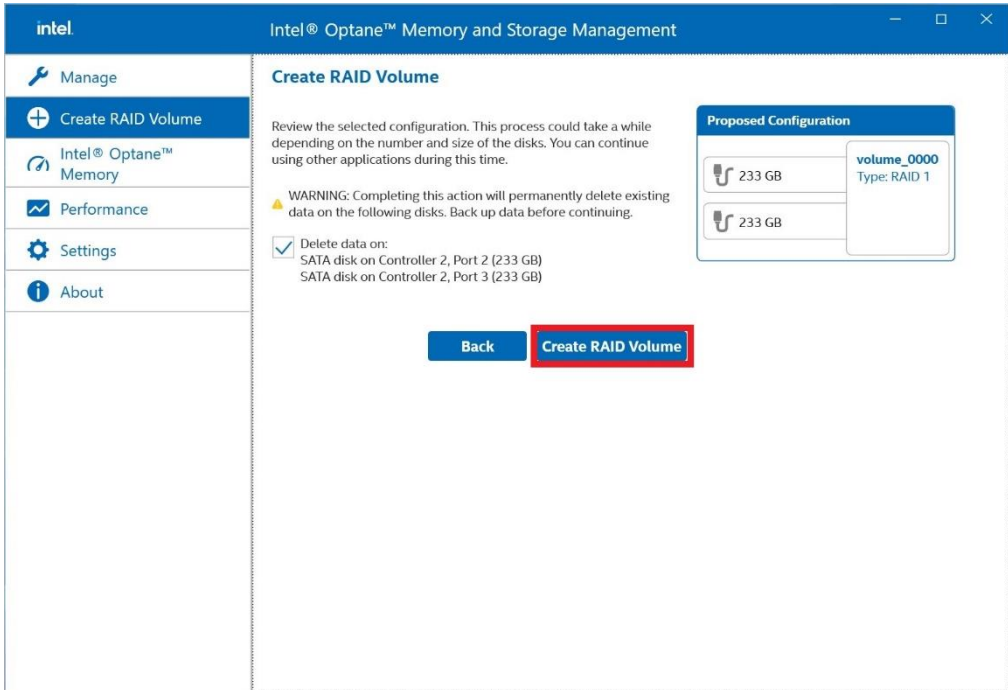 intel.
Intel® Optane™ Memory and Storage Management
Manage
Create RAID Volume
Intel® Optane™
Memory
Performance
Settings
About
Create RAID Volume
Review the selected configuration. This process could take a while
depending on the number and size of the disks. You can continue
using other applications during this time.
WARNING: Completing this action will permanently delete existing
data on the following disks. Back up data before continuing.
Delete data on:
SATA disk on Controller 2, Port 2 (233 GB)
SATA disk on Controller 2, Port 3 (233 GB)
Back
Create RAID Volume
Proposed Configuration
233 GB
233 GB
volume_0000
Type: RAID 1